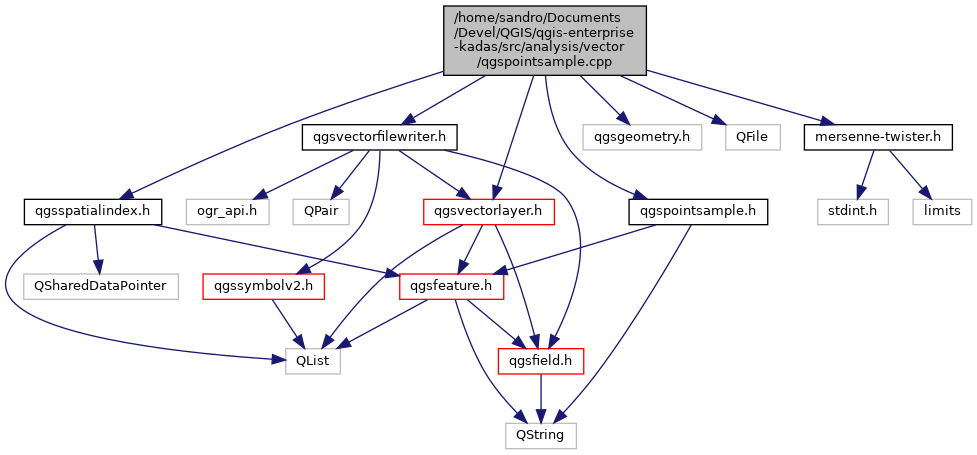 /home/sandro/Documents
/Devel/QGIS/qgis-enterprise
-kadas/src/analysis/vector
/qgspointsample.cpp
qgsvectorfilewriter.h
qgsgeometry.h
QFile
mersenne-twister.h
qgsspatialindex.h
ogr_api.h
QPair
qgsvectorlayer.h
qgspointsample.h
stdint.h
limits
QSharedDataPointer
qgssymbolv2.h
qgsfeature.h
QList
qgsfield.h
QString